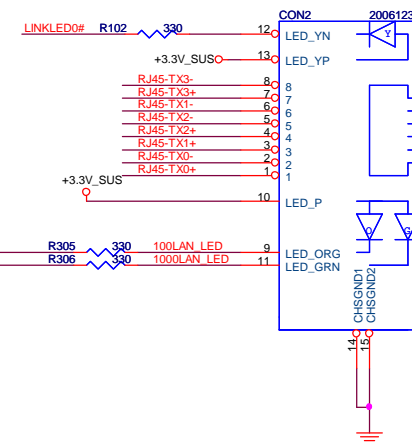 CON2 2006123
LINKLED0# R102 330 12 LED_YN Y
+3.3V_SUS 13 LED_YP
RJ45-TX3- 8 8
RJ45-TX3+ 7 7
RJ45-TX1- 6 6
RJ45-TX2- 5 5
RJ45-TX2+ 4 4
RJ45-TX1+ 3 3
RJ45-TX0- 2 2
RJ45-TX0+ 1 1
+3.3V_SUS
10 LED_P
O G
R305 330 100LAN_LED 9 LED_ORG
R306 330 1000LAN_LED 11 LED_GRN
CHSGND1
CHSGND2
14
15